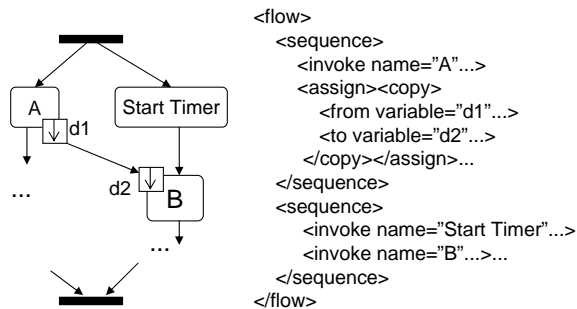 A
d1
Start Timer
d2
B
...
...
<flow>
<sequence>
<invoke name=”A”...>
<assign><copy>
<from variable=”d1”...>
<to variable=”d2”...>
</copy></assign>...
</sequence>
<sequence>
<invoke name=”Start Timer”...>
<invoke name=”B”...>...
</sequence>
</flow>